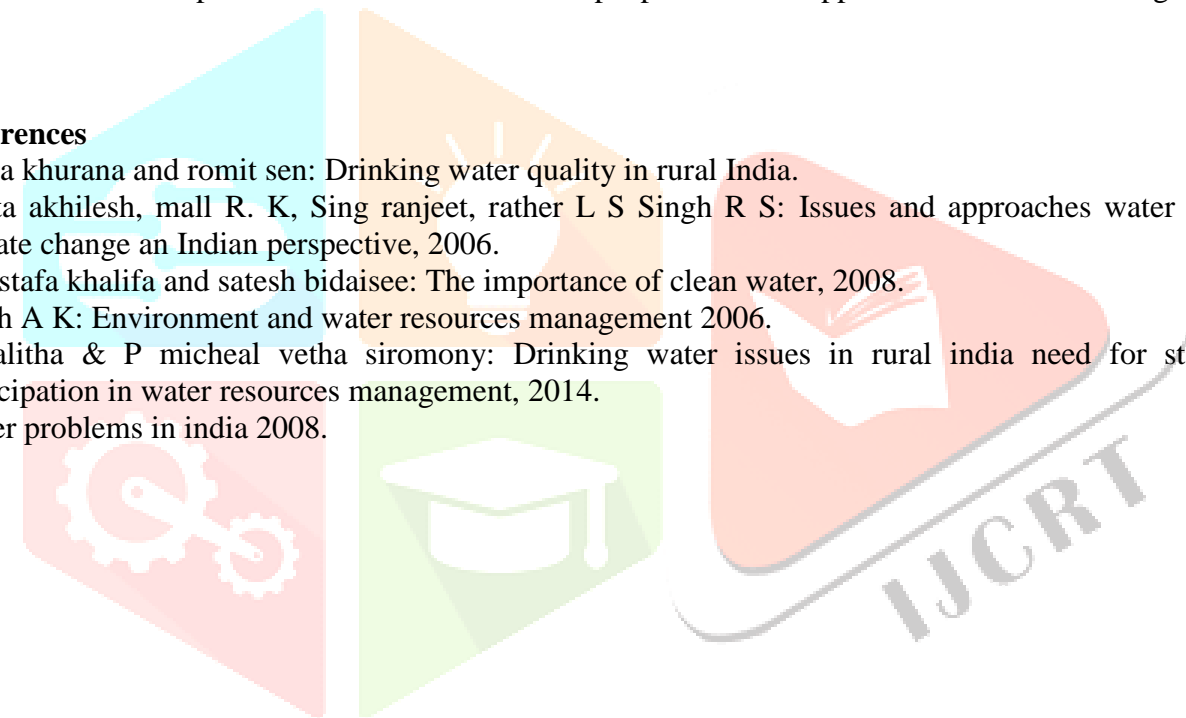 rences
a khurana and romit sen: Drinking water quality in rural India.
ta akhilesh, mall R. K, Sing ranjeet, rather L S Singh R S: Issues and approaches water
ate change an Indian perspective, 2006.
stafa khalifa and satesh bidaisee: The importance of clean water, 2008.
h A K: Environment and water resources management 2006.
alitha & P micheal vetha siromony: Drinking water issues in rural india need for st
cipation in water resources management, 2014.
er problems in india 2008.
IJCRT